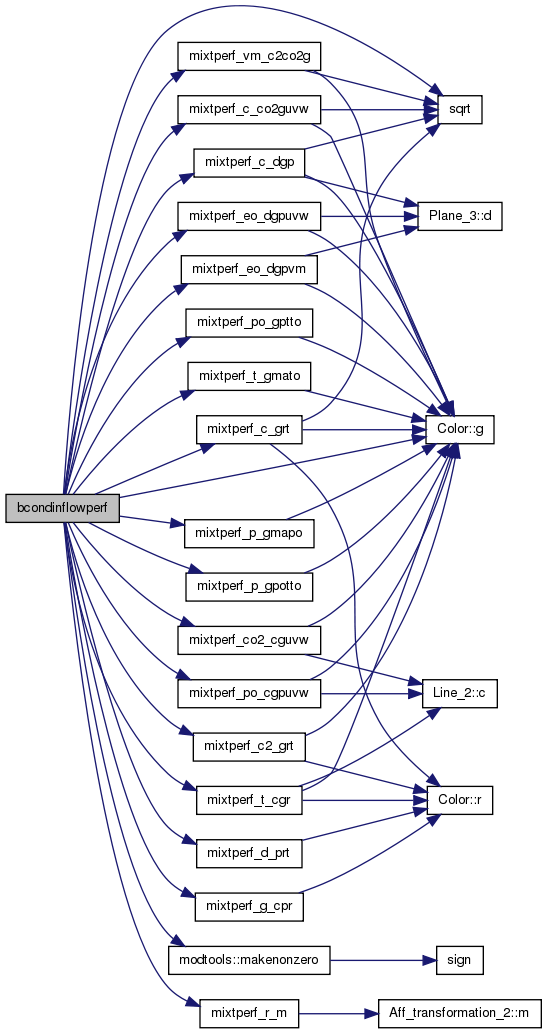 mixtperf_vm_c2co2g
mixtperf_c_co2guvw
sqrt
mixtperf_c_dgp
mixtperf_eo_dgpuvw
Plane_3::d
mixtperf_eo_dgpvm
mixtperf_po_gptto
mixtperf_t_gmato
mixtperf_c_grt
Color::g
bcondinflowperf
mixtperf_p_gmapo
mixtperf_p_gpotto
mixtperf_co2_cguvw
mixtperf_po_cgpuvw
Line_2::c
mixtperf_c2_grt
mixtperf_t_cgr
Color::r
mixtperf_d_prt
mixtperf_g_cpr
modtools::makenonzero
sign
mixtperf_r_m
Aff_transformation_2::m